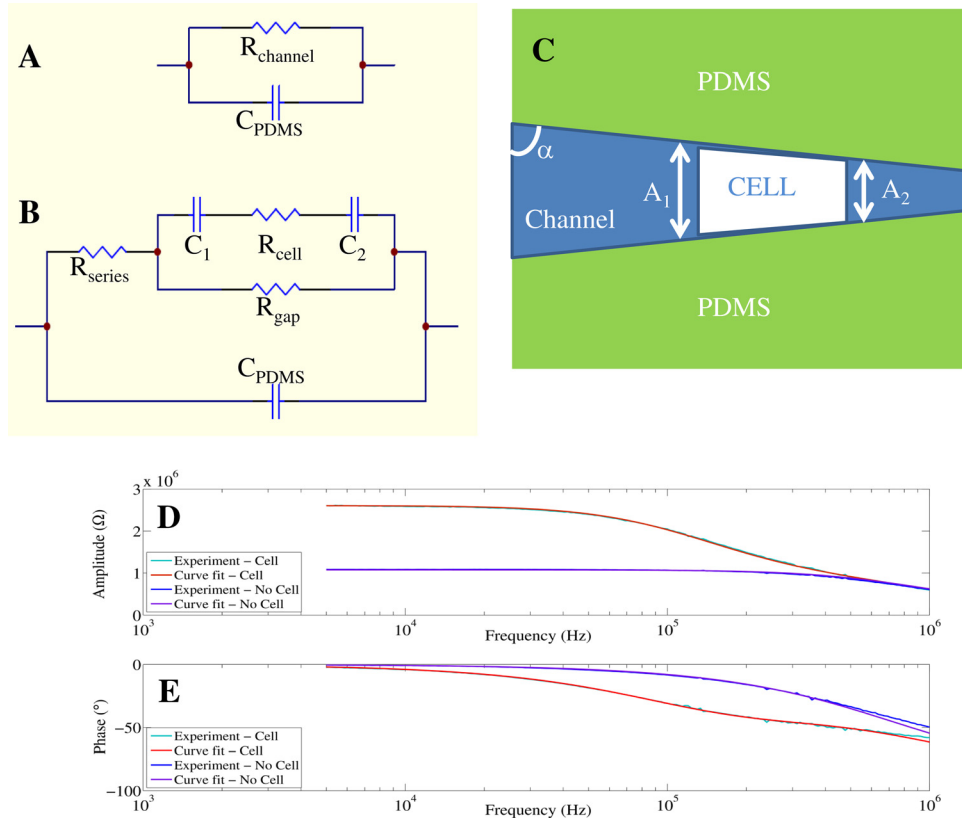 A
R_channel
C_PDMS
B
C_1
R_cell
C_2
R_series
R_gap
C_PDMS
C
PDMS
α
A_1
CELL
A_2
Channel
PDMS
x 10^6
D
3
2
1
0
Amplitude (Ω)
Experiment − Cell
Curve fit − Cell
Experiment − No Cell
Curve fit − No Cell
10^3 10^4 10^5 10^6
Frequency (Hz)
E
0
−50
−100
Phase (°)
Experiment − Cell
Curve fit − Cell
Experiment − No Cell
Curve fit − No Cell
10^3 10^4 10^5 10^6
Frequency (Hz)